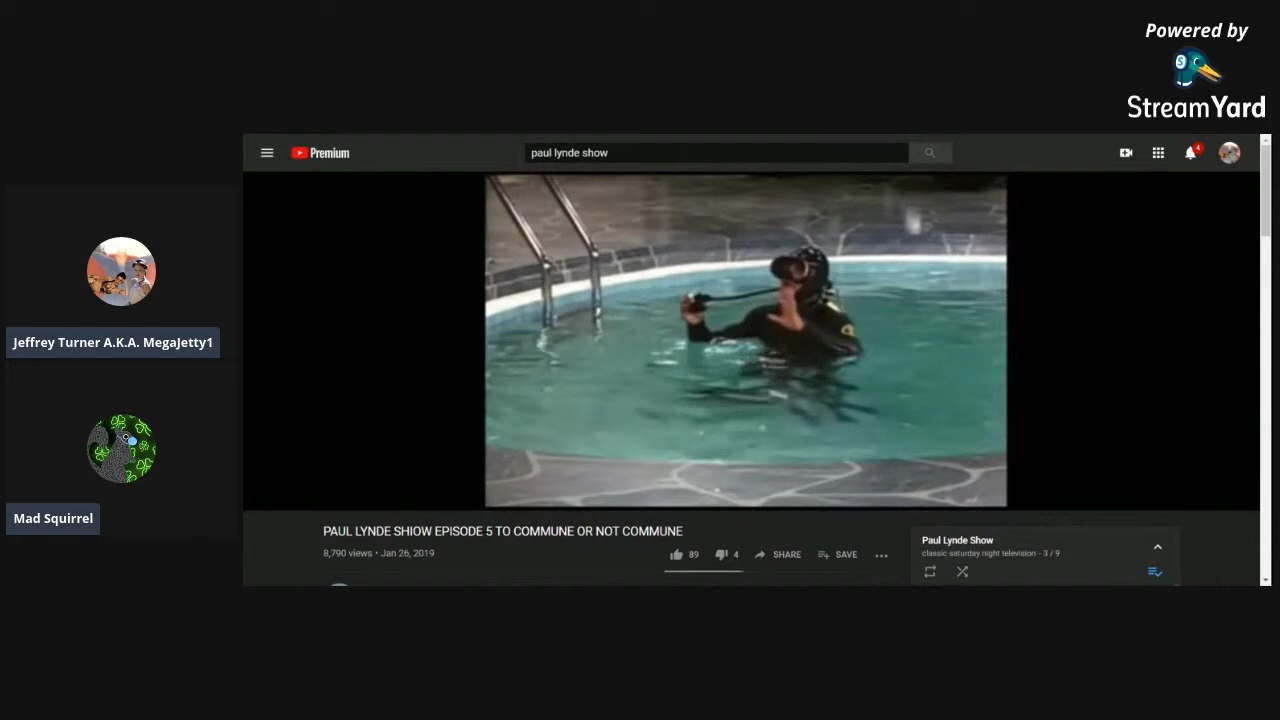 Powered by
StreamYard
Premium
paul lynde show
4
Jeffrey Turner A.K.A. MegaJetty1
Mad Squirrel
PAUL LYNDE SHIOW EPISODE 5 TO COMMUNE OR NOT COMMUNE
8,790 views • Jan 26, 2019
89
4
SHARE
SAVE
Paul Lynde Show
classic saturday night television - 3 / 9